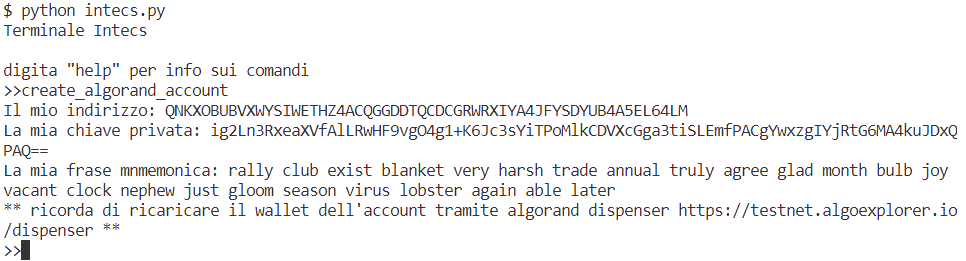 $ python intecs.py
Terminale Intecs
digita "help" per info sui comandi
>>create_algorand_account
Il mio indirizzo: QNKXOBUBVXWYSIWETHZ4ACQGGDDTQCDCGRWRXIYA4JFYSDYUB4A5EL64LM
La mia chiave privata: ig2Ln3RxeaXVfAlLRwHF9vgO4g1+K6Jc3sYiTPoMlkCDVXcGga3tiSLEmfPACgYwxzgIYjRtG6MA4kuJDxQ
PAQ==
La mia frase mnmemonica: rally club exist blanket very harsh trade annual truly agree glad month bulb joy
vacant clock nephew just gloom season virus lobster again able later
** ricorda di ricaricare il wallet dell'account tramite algorand dispenser https://testnet.algoexplorer.io
/dispenser **
>>